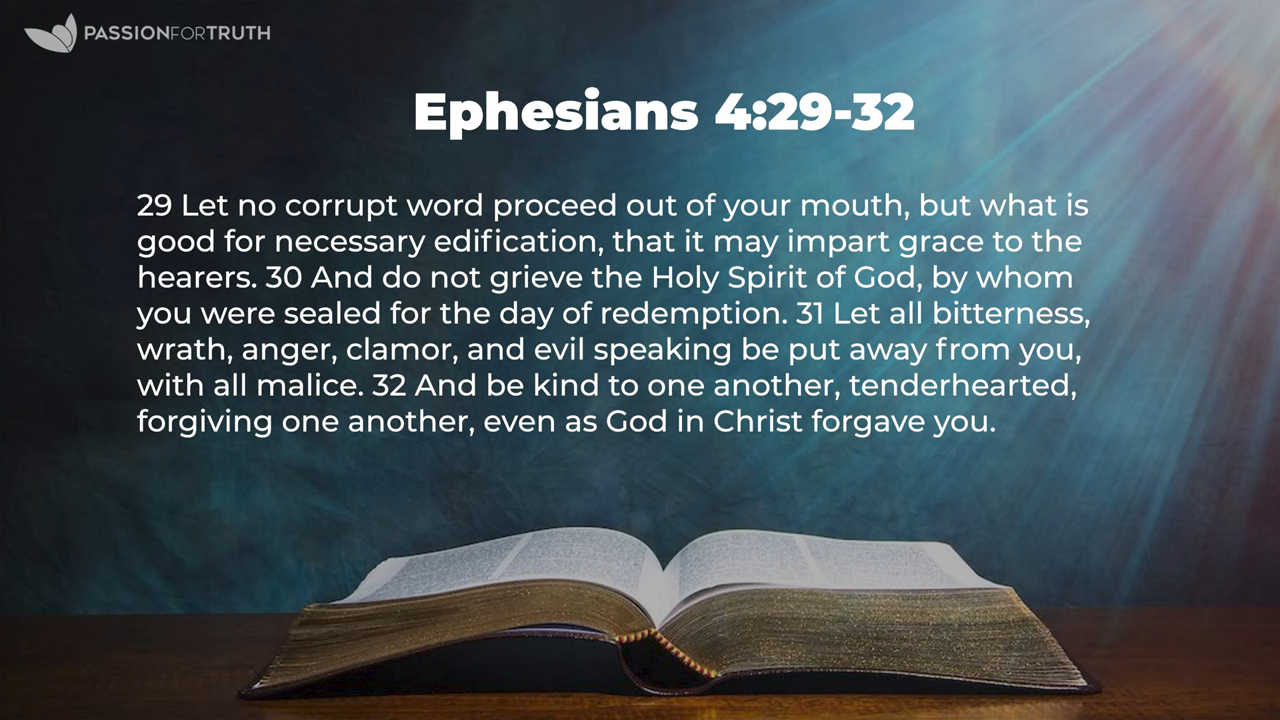 PASSIONFORTRUTH
Ephesians 4:29-32
29 Let no corrupt word proceed out of your mouth, but what is
good for necessary edification, that it may impart grace to the
hearers. 30 And do not grieve the Holy Spirit of God, by whom
you were sealed for the day of redemption. 31 Let all bitterness,
wrath, anger, clamor, and evil speaking be put away from you,
with all malice. 32 And be kind to one another, tenderhearted,
forgiving one another, even as God in Christ forgave you.